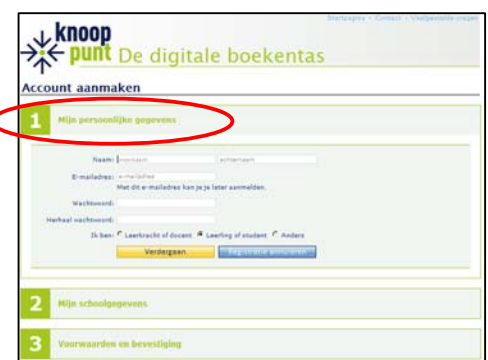 Startpagina • Contact • Veelgestelde vragen
knoop
punt De digitale boekentas
Account aanmaken
1 Mijn persoonlijke gegevens
Naam: voornaam achternaam
E-mailadres: e-mailadres
Met dit e-mailadres kan je je later aanmelden.
Wachtwoord:
Herhaal wachtwoord:
Ik ben: Leerkracht of docent Leerling of student Anders
Verdergaan Registratie annuleren
2 Mijn schoolgegevens
3 Voorwaarden en bevestiging